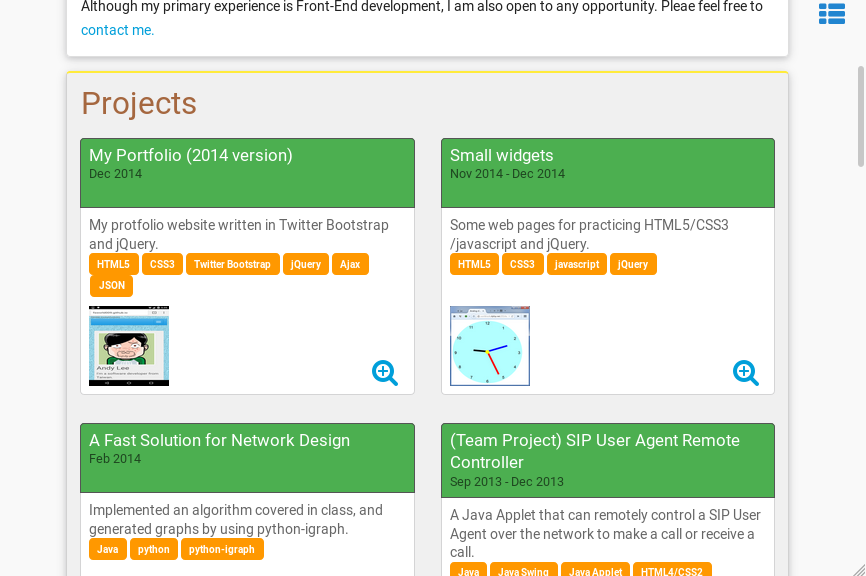 Although my primary experience is Front-End development, I am also open to any opportunity. Pleae feel free to
contact me.
Projects
My Portfolio (2014 version)
Dec 2014
My protfolio website written in Twitter Bootstrap
and jQuery.
HTML5 CSS3 Twitter Bootstrap jQuery Ajax
JSON
Andy Lee
Small widgets
Nov 2014 - Dec 2014
Some web pages for practicing HTML5/CSS3
/javascript and jQuery.
HTML5 CSS3 javascript jQuery
A Fast Solution for Network Design
Feb 2014
Implemented an algorithm covered in class, and
generated graphs by using python-igraph.
Java python python-igraph
(Team Project) SIP User Agent Remote
Controller
Sep 2013 - Dec 2013
A Java Applet that can remotely control a SIP User
Agent over the network to make a call or receive a
call.
Java Java Swing Java Applet HTML4/CSS2